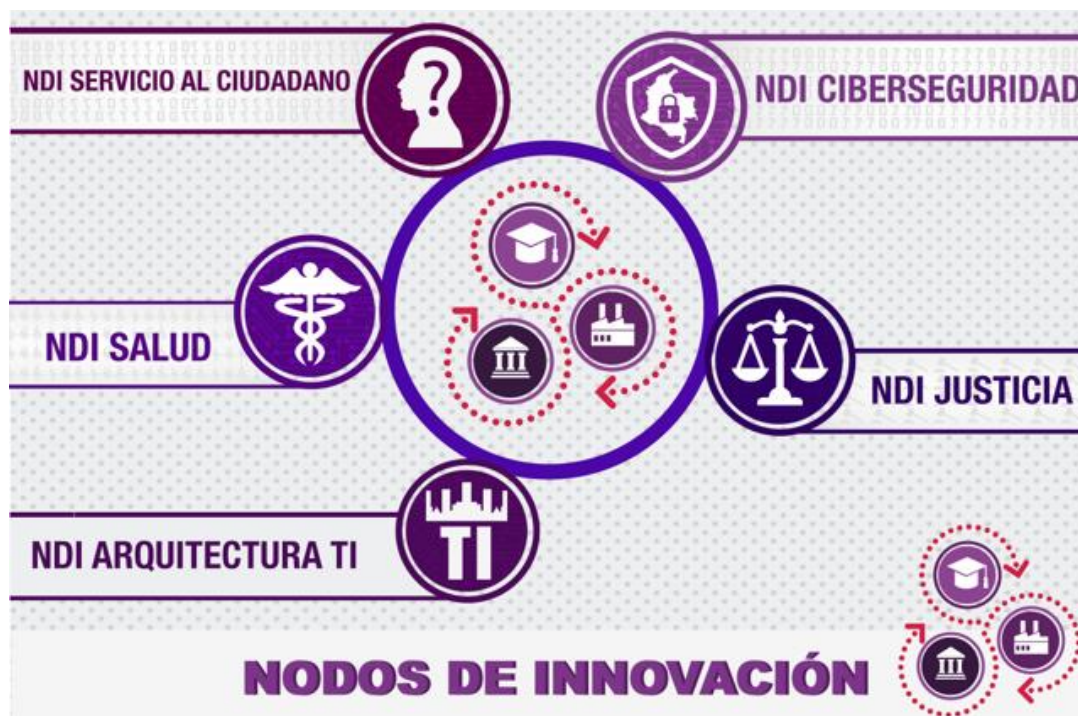 NDI SERVICIO AL CIUDADANO
NDI CIBERSEGURIDAD
NDI SALUD
NDI JUSTICIA
TI
NDI ARQUITECTURA TI
NODOS DE INNOVACIÓN